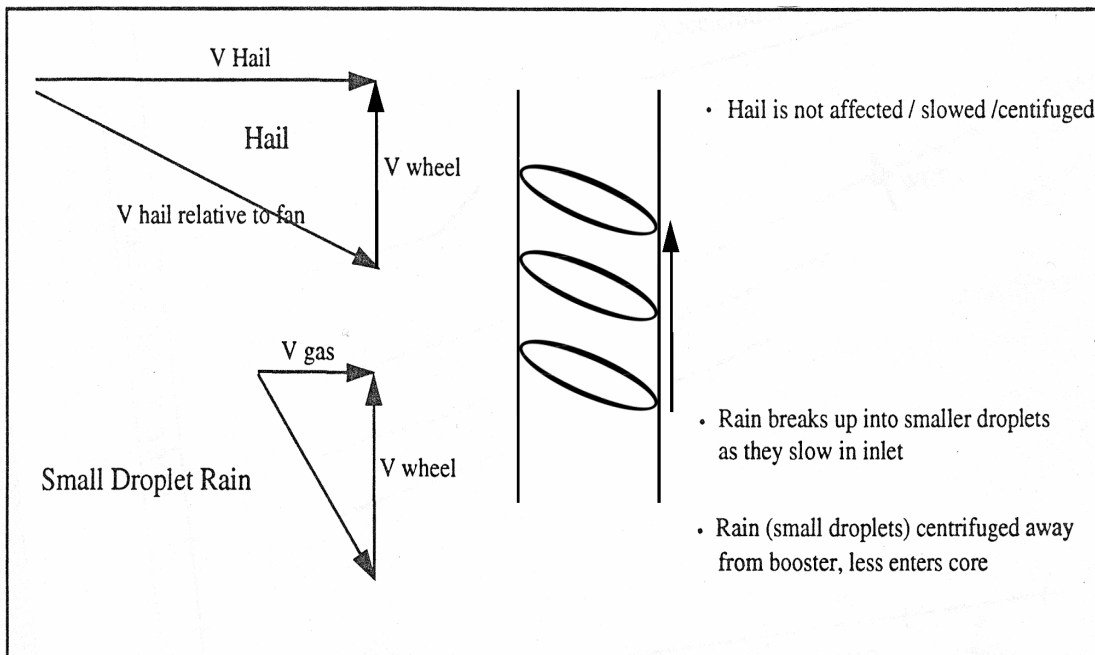 V Hail
Hail
V wheel
V hail relative to fan
V gas
V wheel
Small Droplet Rain
• Hail is not affected / slowed /centifuged
• Rain breaks up into smaller droplets
as they slow in inlet
• Rain (small droplets) centrifuged away
from booster, less enters core